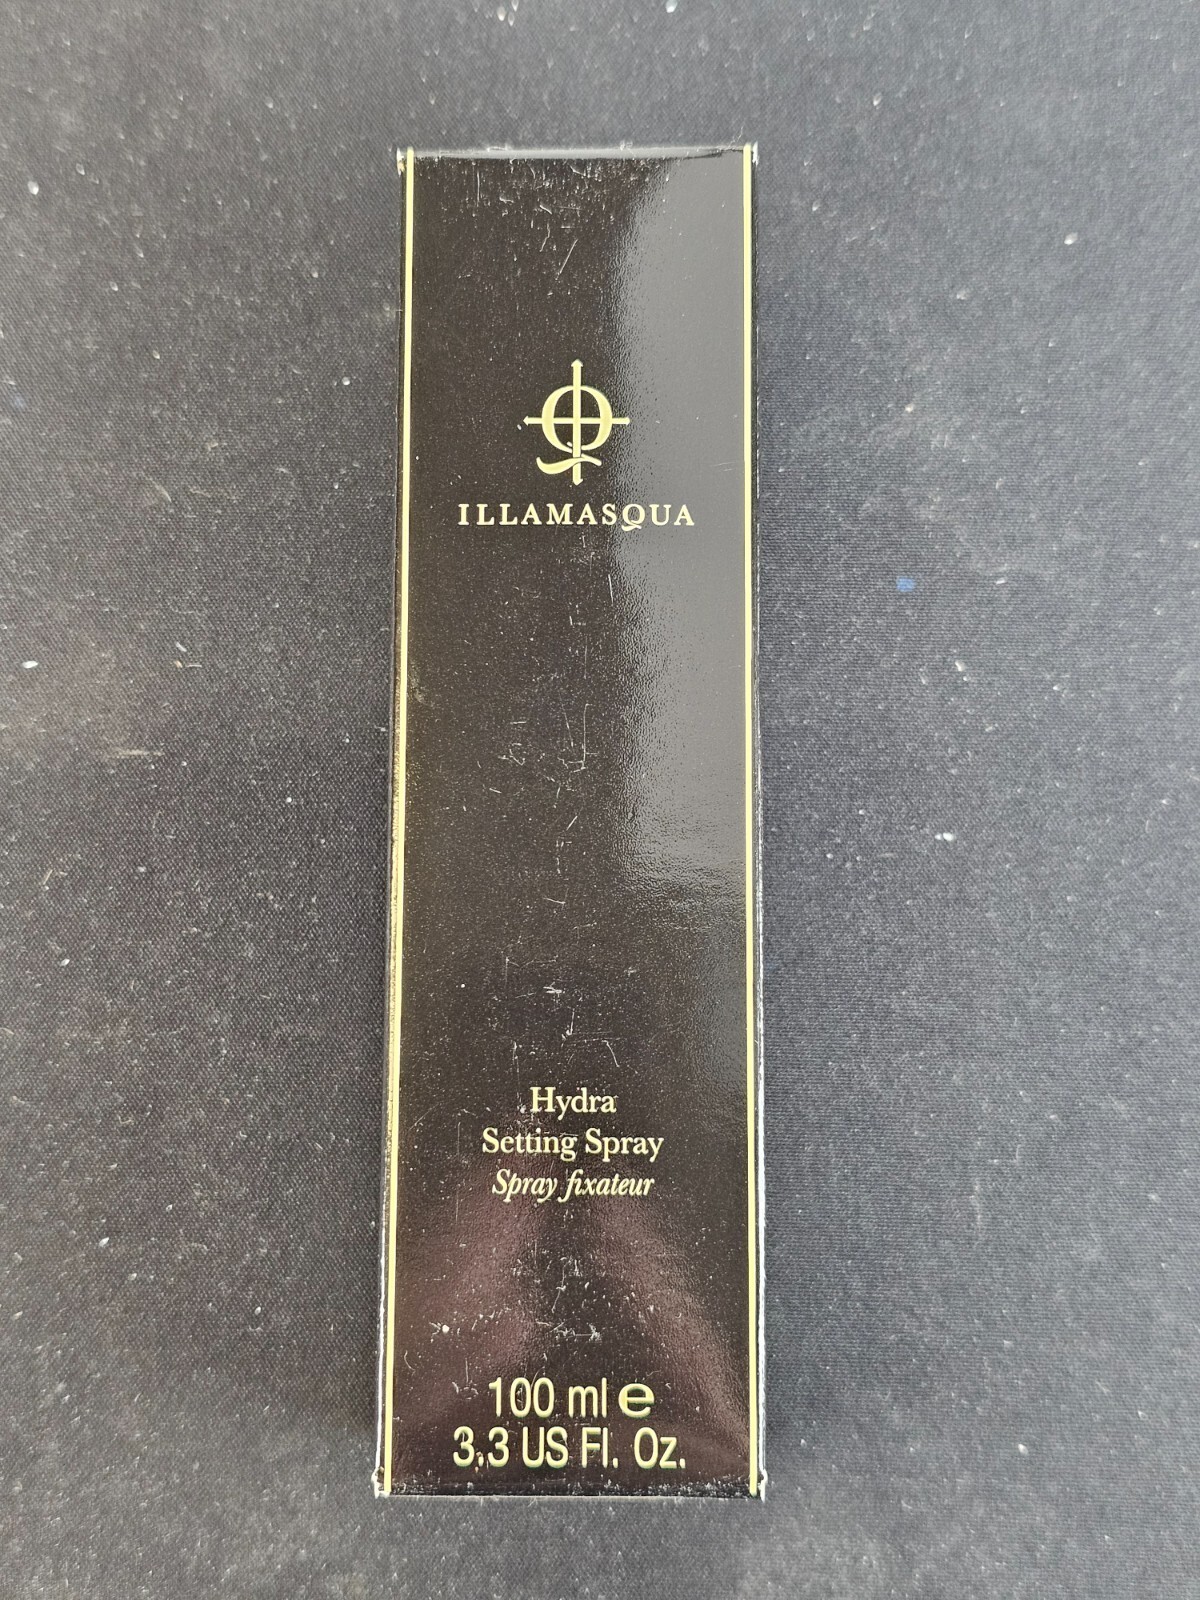 ILLAMASQUA
Hydra
Setting Spray
Spray fixateur
100 ml e
3.3 US Fl. Oz.